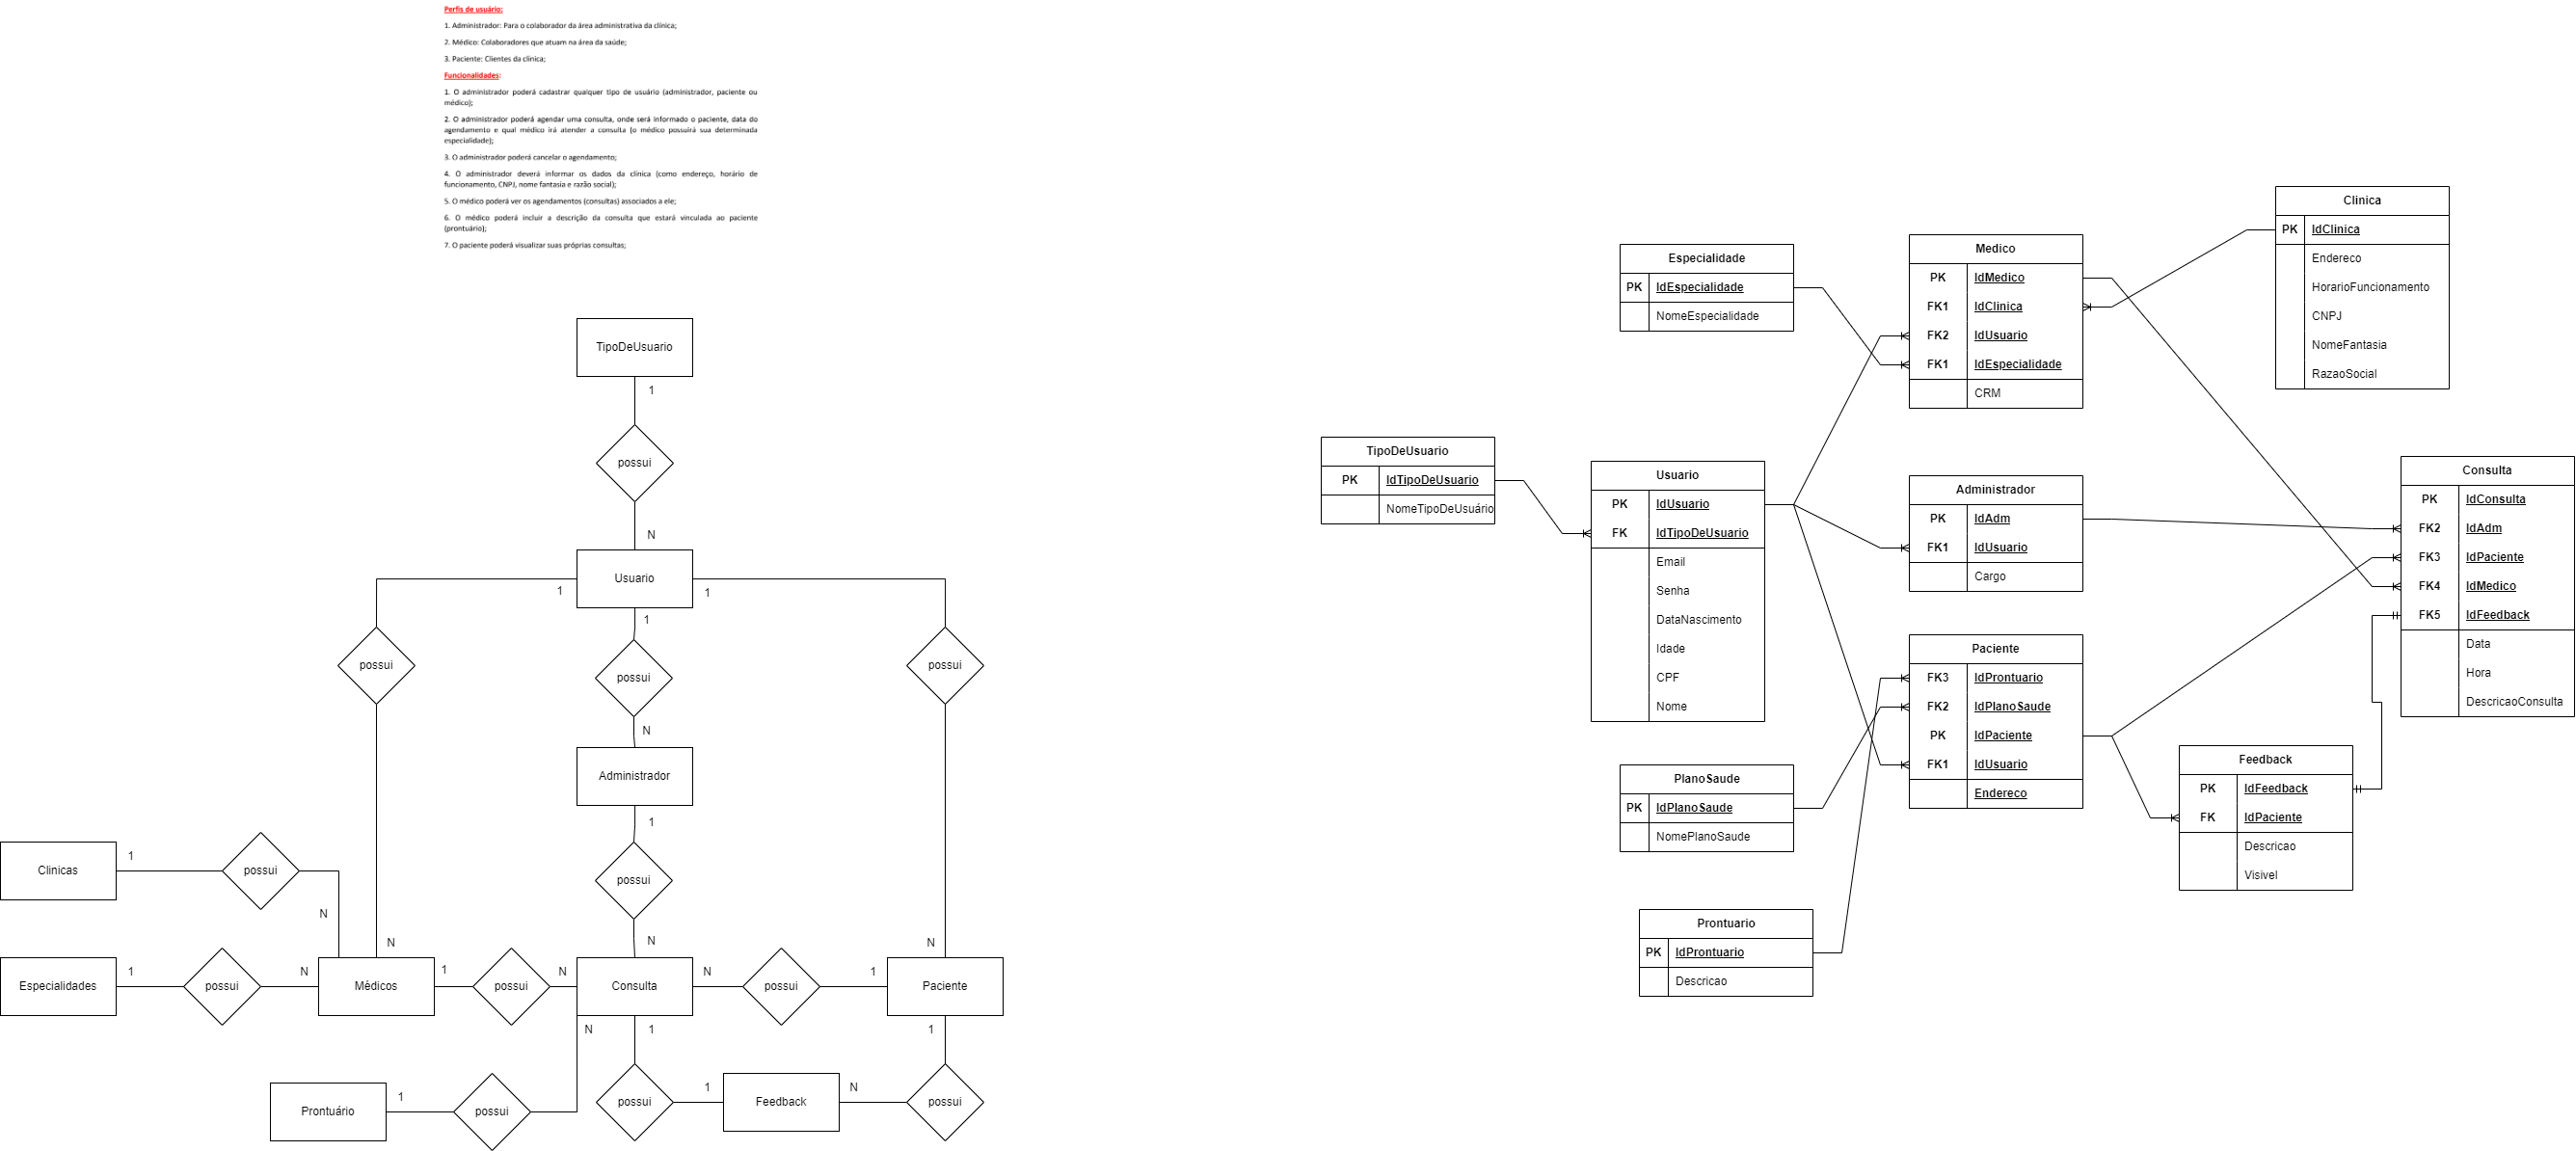 Perfis de usuário:
1. Administrador: Para o colaborador da área administrativa da clínica;
2. Médico: Colaboradores que atuam na área da saúde;
3. Paciente: Clientes da clínica;
Funcionalidades:
1. O administrador poderá cadastrar qualquer tipo de usuário (administrador, paciente ou
médico);
2. O administrador poderá agendar uma consulta, onde será informado o paciente, data do
agendamento e qual médico irá atender a consulta (o médico possuirá sua determinada
especialidade);
3. O administrador poderá cancelar o agendamento;
4. O administrador deverá informar os dados da clínica (como endereço, horário de
funcionamento, CNPJ, nome fantasia e razão social);
5. O médico poderá ver os agendamentos (consultas) associados a ele;
6. O médico poderá incluir a descrição da consulta que estará vinculada ao paciente
(prontuário);
7. O paciente poderá visualizar suas próprias consultas;
TipoDeUsuario
1
possui
N
Usuario
1
1
1
possui
possui
possui
N
Administrador
1
Clinicas
1
possui
N
possui
N
N
N
Especialidades
1
possui
N
Mèdicos
1
possui
N
Consulta
N
possui
1
Paciente
N
1
1
Prontuário
1
possui
possui
1
Feedback
N
possui
Especialidade
PK IdEspecialidade
NomeEspecialidade
Medico
PK IdMedico
FK1 IdClinica
FK2 IdUsuario
FK1 IdEspecialidade
CRM
Clinica
PK IdClinica
Endereco
HorarioFuncionamento
CNPJ
NomeFantasia
RazaoSocial
TipoDeUsuario
PK IdTipoDeUsuario
NomeTipoDeUsuário
Usuario
PK IdUsuario
FK IdTipoDeUsuario
Email
Senha
DataNascimento
Idade
CPF
Nome
Administrador
PK IdAdm
FK1 IdUsuario
Cargo
Consulta
PK IdConsulta
FK2 IdAdm
FK3 IdPaciente
FK4 IdMedico
FK5 IdFeedback
Data
Hora
DescricaoConsulta
Paciente
FK3 IdProntuario
FK2 IdPlanoSaude
PK IdPaciente
FK1 IdUsuario
Endereco
PlanoSaude
PK IdPlanoSaude
NomePlanoSaude
Feedback
PK IdFeedback
FK IdPaciente
Descricao
Visivel
Prontuario
PK IdProntuario
Descricao